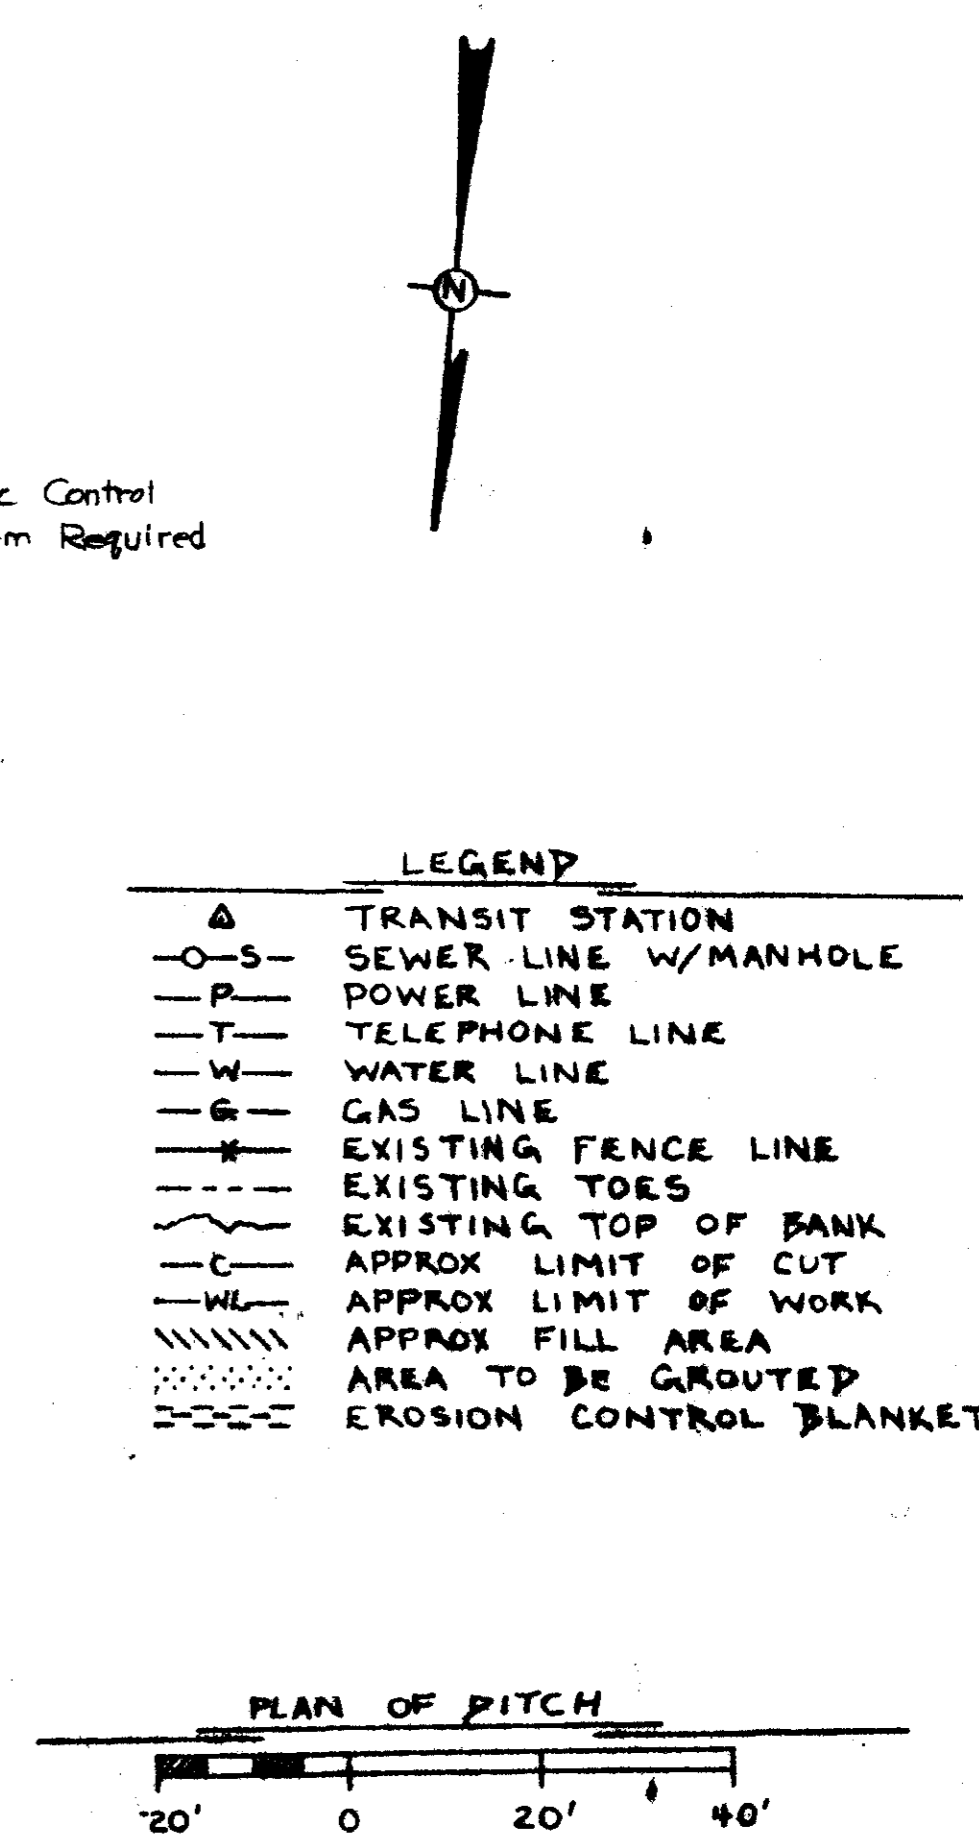 N
Control
Required
LEGEND
TRANSIT STATION
S SEWER LINE W/MANHOLE
P POWER LINE
T TELEPHONE LINE
W WATER LINE
G GAS LINE
X EXISTING FENCE LINE
EXISTING TOES
EXISTING TOP OF BANK
C APPROX LIMIT OF CUT
WL APPROX LIMIT OF WORK
APPROX FILL AREA
AREA TO BE GROUTED
EROSION CONTROL BLANKET
PLAN OF DITCH
-20' 0 20' 40'